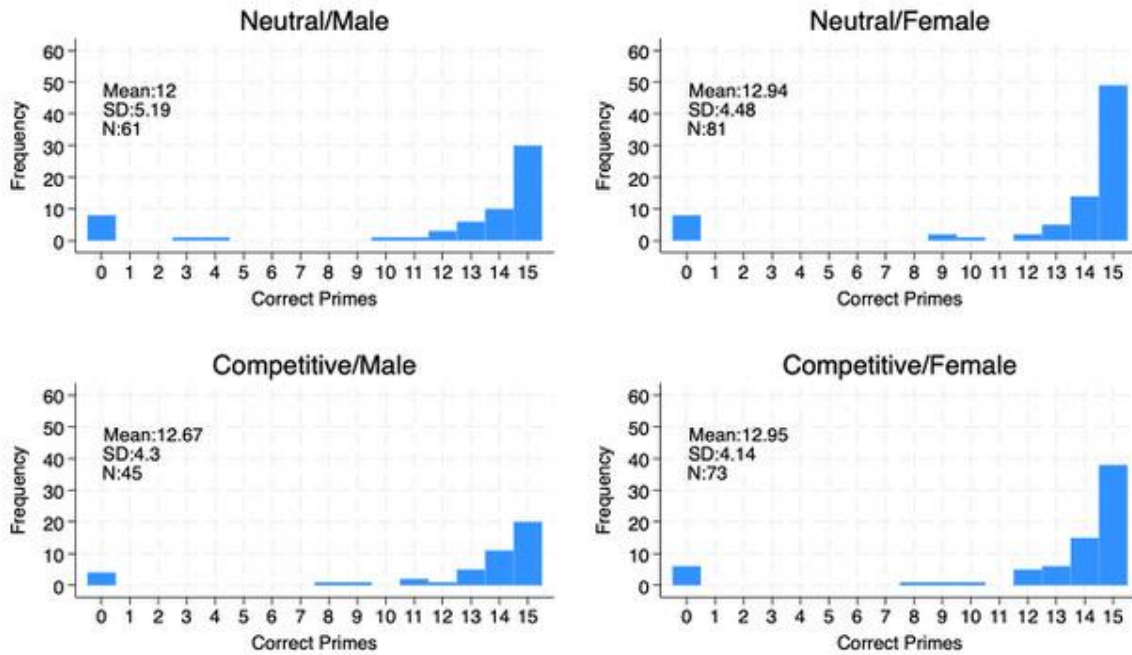 Neutral/Male
60
50
40
30
20
10
0
Frequency
Mean:12
SD:5.19
N:61
0 1 2 3 4 5 6 7 8 9 10 11 12 13 14 15
Correct Primes
Neutral/Female
60
50
40
30
20
10
0
Frequency
Mean:12.94
SD:4.48
N:81
0 1 2 3 4 5 6 7 8 9 10 11 12 13 14 15
Correct Primes
Competitive/Male
60
50
40
30
20
10
0
Frequency
Mean:12.67
SD:4.3
N:45
0 1 2 3 4 5 6 7 8 9 10 11 12 13 14 15
Correct Primes
Competitive/Female
60
50
40
30
20
10
0
Frequency
Mean:12.95
SD:4.14
N:73
0 1 2 3 4 5 6 7 8 9 10 11 12 13 14 15
Correct Primes